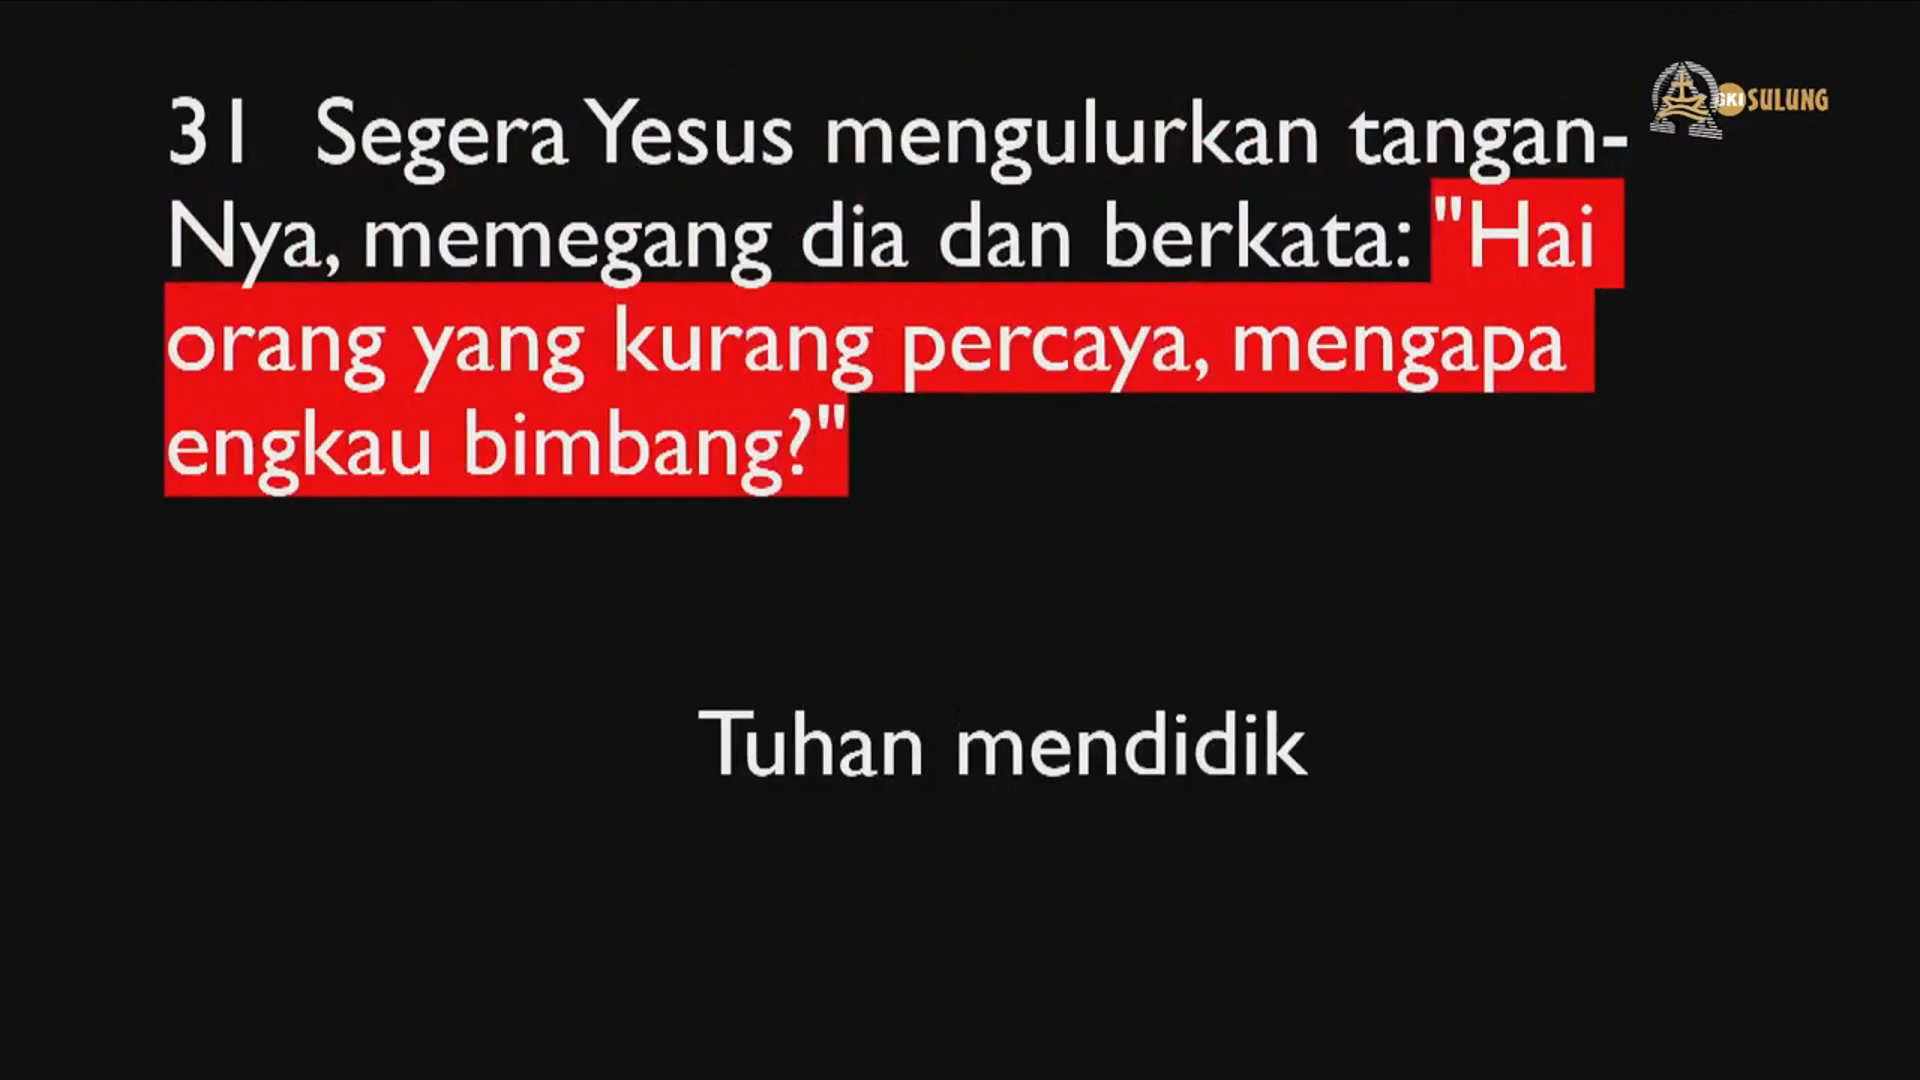 31 Segera Yesus mengulurkan tangan-
Nya, memegang dia dan berkata: "Hai
orang yang kurang percaya, mengapa
engkau bimbang?"
Tuhan mendidik
GKI SULUNG